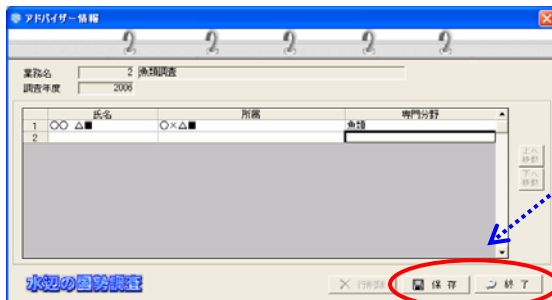 アドバイザー情報
業務名 2 魚類調査
調査年度 2006
氏名 所属 専門分野
1 ○○ △■ ○×△■ 魚類
2
上へ移動
下へ移動
水辺の国勢調査 行削除 保存 終了